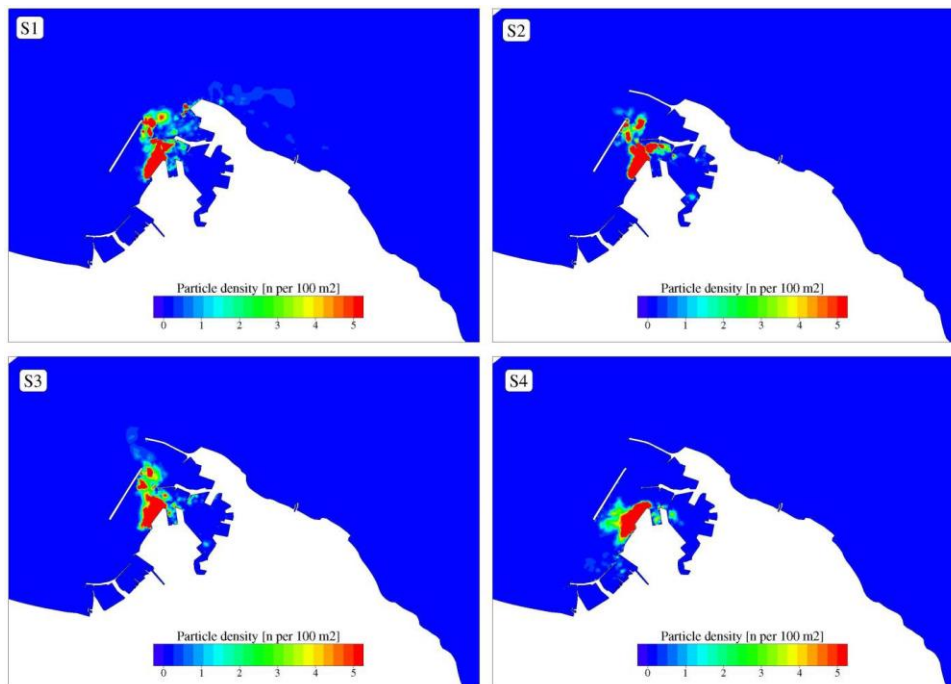 S1
Particle density [n per 100 m2]
0 1 2 3 4 5
S2
Particle density [n per 100 m2]
0 1 2 3 4 5
S3
Particle density [n per 100 m2]
0 1 2 3 4 5
S4
Particle density [n per 100 m2]
0 1 2 3 4 5